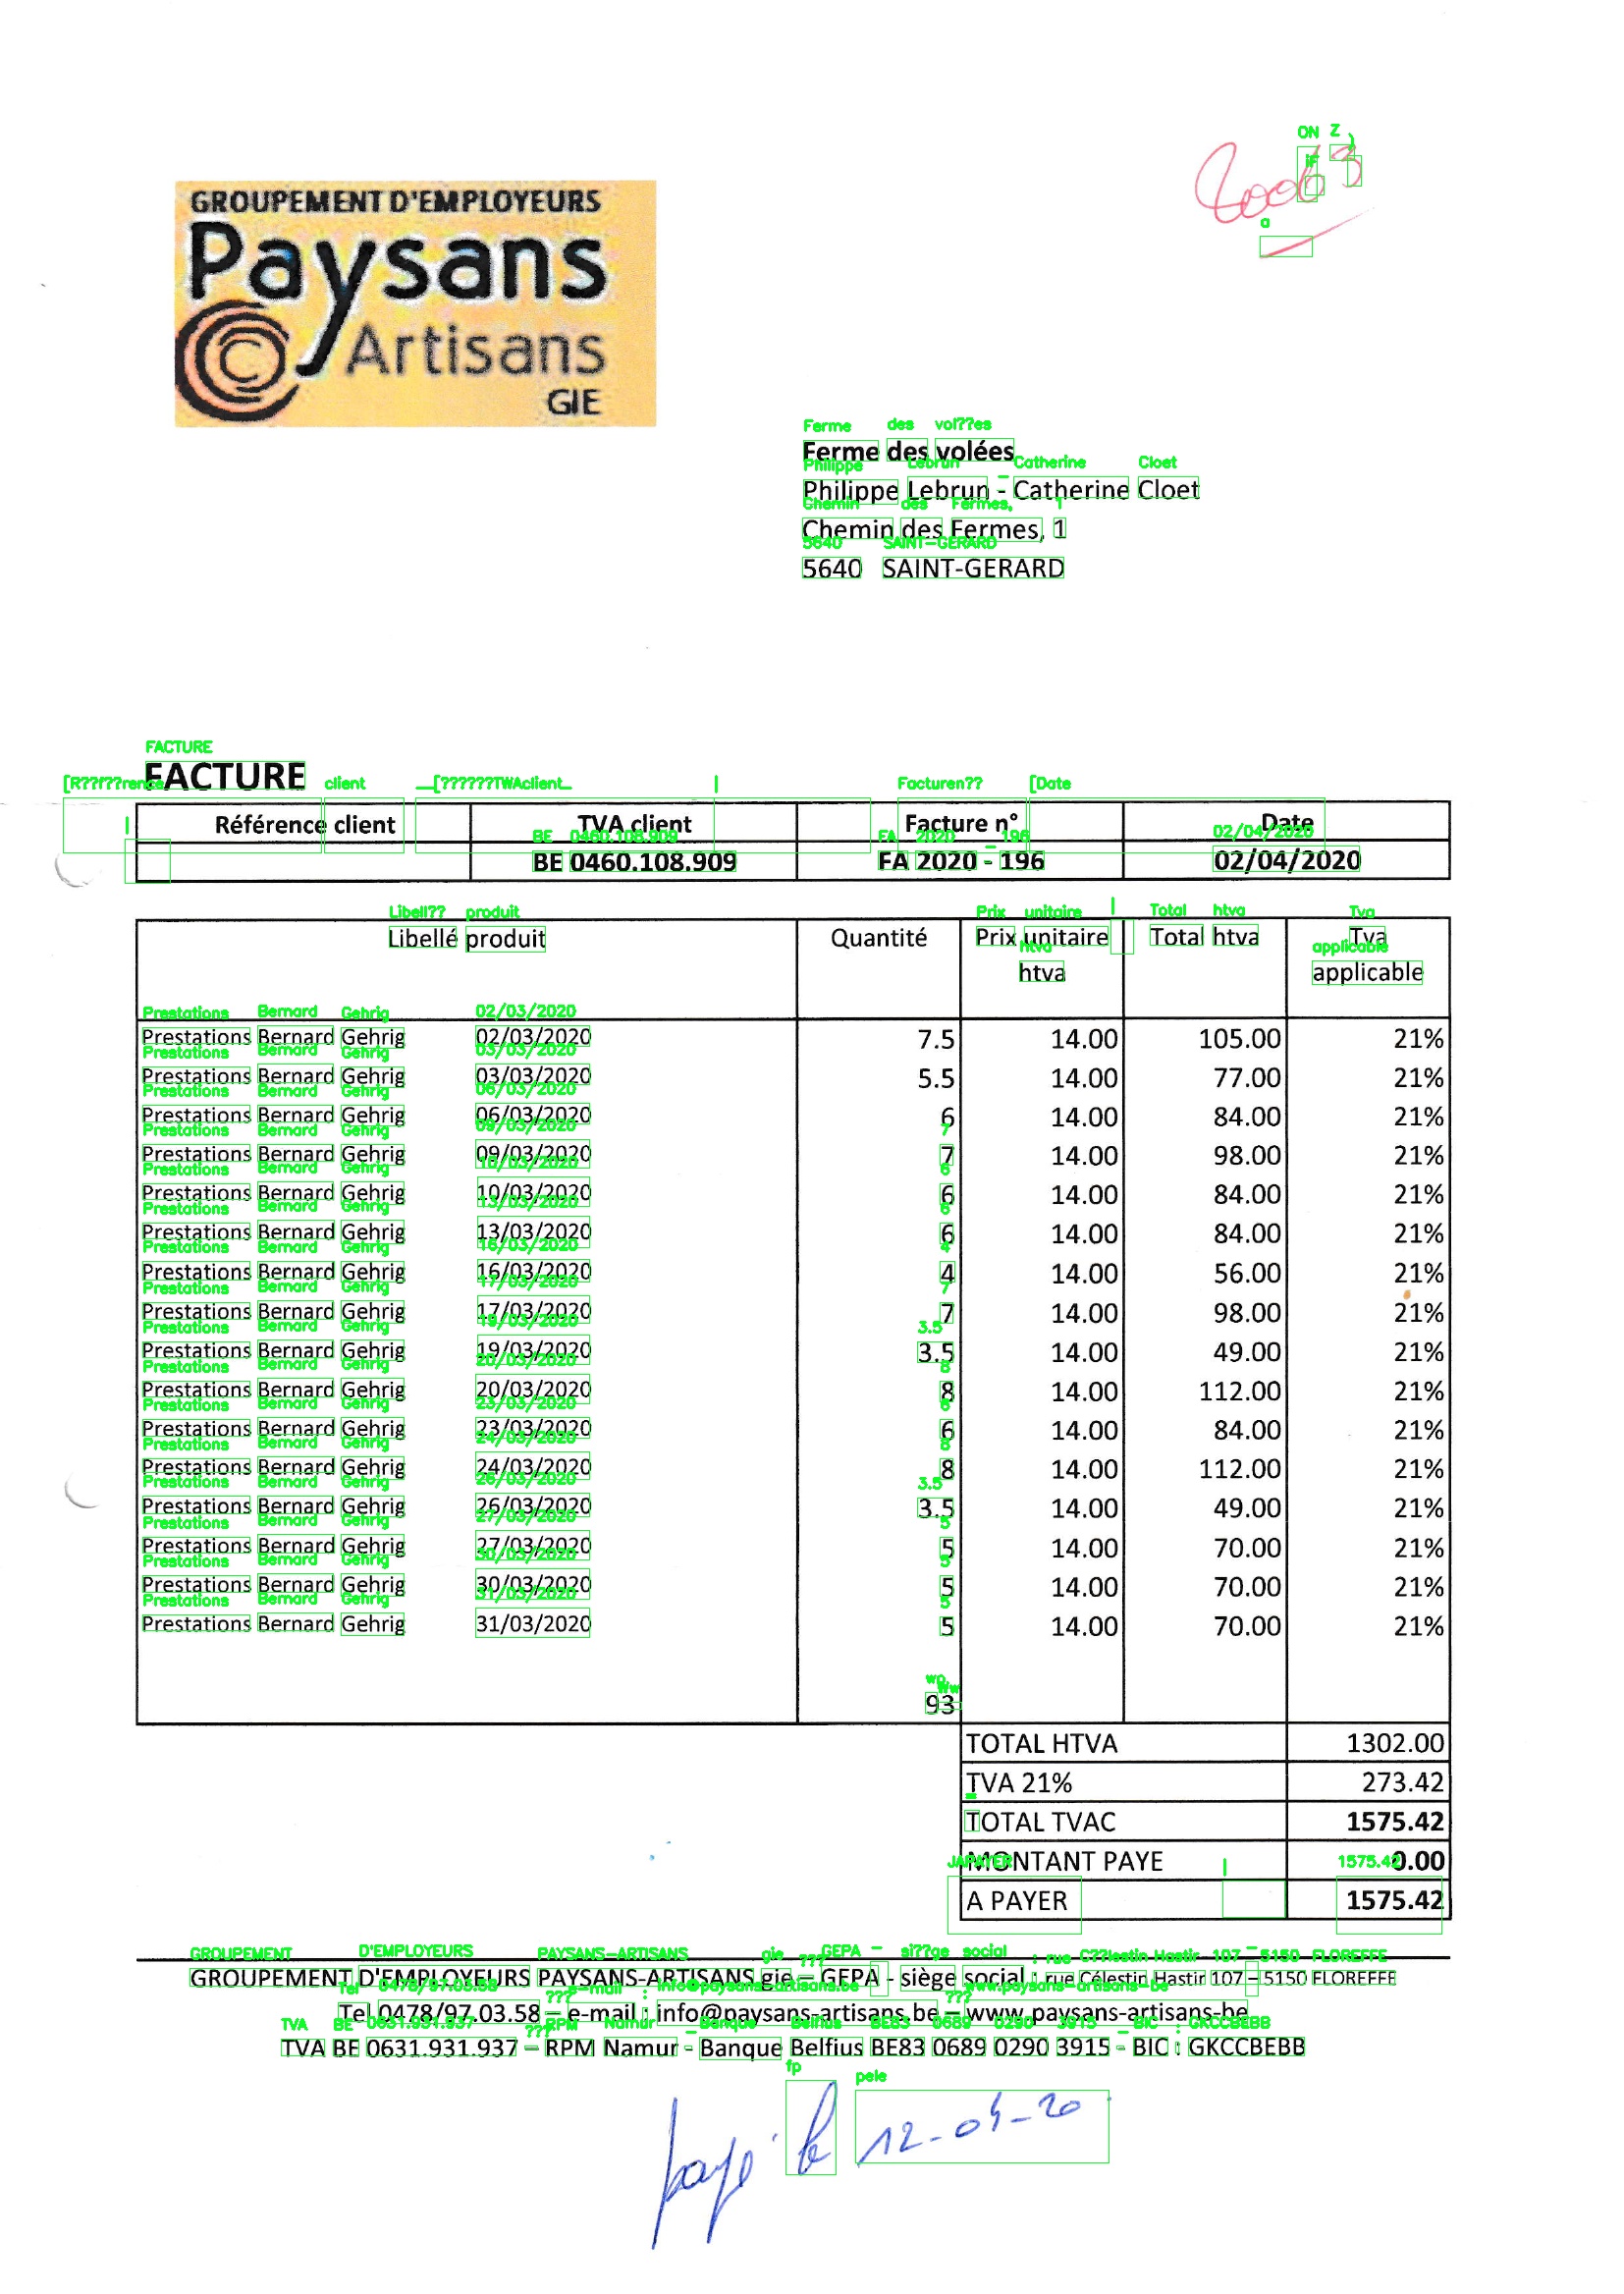 20063
GROUPEMENT D'EMPLOYEURS
Paysans
Artisans
GIE
Ferme des volées
Philippe Lebrun - Catherine Cloet
Chemin des Fermes, 1
5640 SAINT-GERARD
FACTURE
Référence client TVA client Facture n° Date
BE 0460.108.909 FA 2020 - 196 02/04/2020
Libellé produit Quantité Prix unitaire Total htva Tva
htva applicable
Prestations Bernard Gehrig 02/03/2020 7.5 14.00 105.00 21%
Prestations Bernard Gehrig 03/03/2020 5.5 14.00 77.00 21%
Prestations Bernard Gehrig 06/03/2020 6 14.00 84.00 21%
Prestations Bernard Gehrig 09/03/2020 7 14.00 98.00 21%
Prestations Bernard Gehrig 10/03/2020 6 14.00 84.00 21%
Prestations Bernard Gehrig 13/03/2020 6 14.00 84.00 21%
Prestations Bernard Gehrig 16/03/2020 4 14.00 56.00 21%
Prestations Bernard Gehrig 17/03/2020 7 14.00 98.00 21%
Prestations Bernard Gehrig 19/03/2020 3.5 14.00 49.00 21%
Prestations Bernard Gehrig 20/03/2020 8 14.00 112.00 21%
Prestations Bernard Gehrig 23/03/2020 6 14.00 84.00 21%
Prestations Bernard Gehrig 24/03/2020 8 14.00 112.00 21%
Prestations Bernard Gehrig 26/03/2020 3.5 14.00 49.00 21%
Prestations Bernard Gehrig 27/03/2020 5 14.00 70.00 21%
Prestations Bernard Gehrig 30/03/2020 5 14.00 70.00 21%
Prestations Bernard Gehrig 31/03/2020 5 14.00 70.00 21%
93
TOTAL HTVA 1302.00
TVA 21% 273.42
TOTAL TVAC 1575.42
MONTANT PAYE 0.00
A PAYER 1575.42
GROUPEMENT D'EMPLOYEURS PAYSANS-ARTISANS gie – GEPA - siège social : rue Célestin Hastir 107 – 5150 FLOREFFE
Tel 0478/97.03.58 – e-mail : info@paysans-artisans.be – www.paysans-artisans-be
TVA BE 0631.931.937 – RPM Namur - Banque Belfius BE83 0689 0290 3915 - BIC : GKCCBEBB
payé le 12-04-20